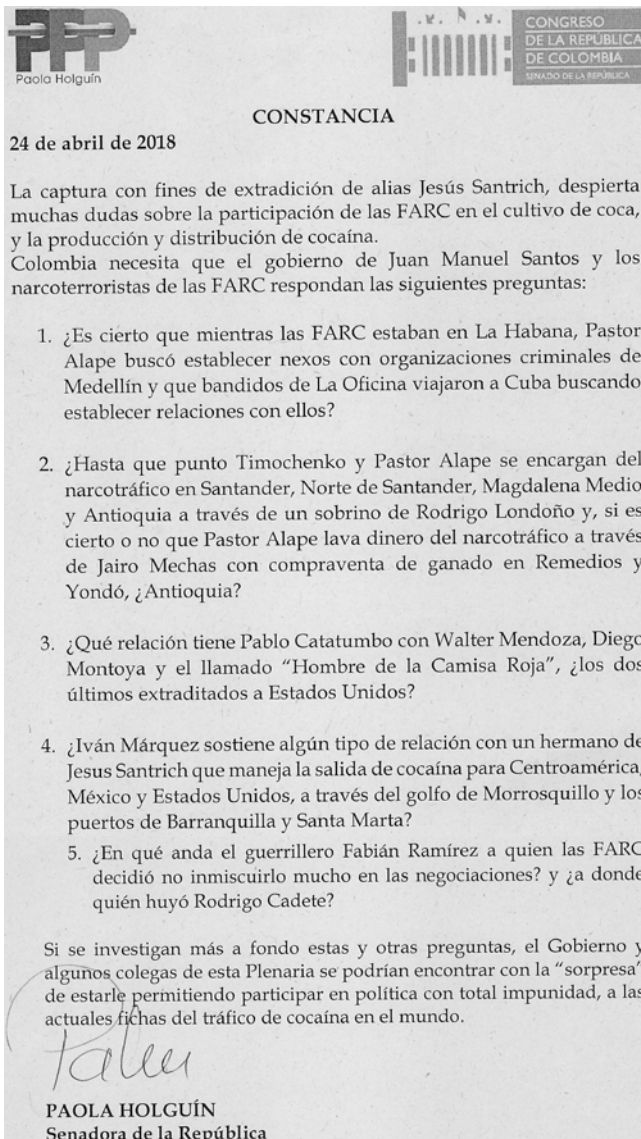 PPP
Paola Holguín
CONGRESO
DE LA REPÚBLICA
DE COLOMBIA
SENADO DE LA REPÚBLICA
CONSTANCIA
24 de abril de 2018
La captura con fines de extradición de alias Jesús Santrich, despierta
muchas dudas sobre la participación de las FARC en el cultivo de coca,
y la producción y distribución de cocaína.
Colombia necesita que el gobierno de Juan Manuel Santos y los
narcoterroristas de las FARC respondan las siguientes preguntas:
1. ¿Es cierto que mientras las FARC estaban en La Habana, Pastor
Alape buscó establecer nexos con organizaciones criminales de
Medellín y que bandidos de La Oficina viajaron a Cuba buscando
establecer relaciones con ellos?
2. ¿Hasta que punto Timochenko y Pastor Alape se encargan del
narcotráfico en Santander, Norte de Santander, Magdalena Medio
y Antioquia a través de un sobrino de Rodrigo Londoño y, si es
cierto o no que Pastor Alape lava dinero del narcotráfico a través
de Jairo Mechas con compraventa de ganado en Remedios y
Yondó, ¿Antioquia?
3. ¿Qué relación tiene Pablo Catatumbo con Walter Mendoza, Diego
Montoya y el llamado “Hombre de la Camisa Roja”, ¿los dos
últimos extraditados a Estados Unidos?
4. ¿Iván Márquez sostiene algún tipo de relación con un hermano de
Jesus Santrich que maneja la salida de cocaína para Centroamérica,
México y Estados Unidos, a través del golfo de Morrosquillo y los
puertos de Barranquilla y Santa Marta?
5. ¿En qué anda el guerrillero Fabián Ramírez a quien las FARC
decidió no inmiscuirlo mucho en las negociaciones? y ¿a donde
quién huyó Rodrigo Cadete?
Si se investigan más a fondo estas y otras preguntas, el Gobierno y
algunos colegas de esta Plenaria se podrían encontrar con la “sorpresa”
de estarle permitiendo participar en política con total impunidad, a las
actuales fichas del tráfico de cocaína en el mundo.
PAOLA HOLGUÍN
Senadora de la República